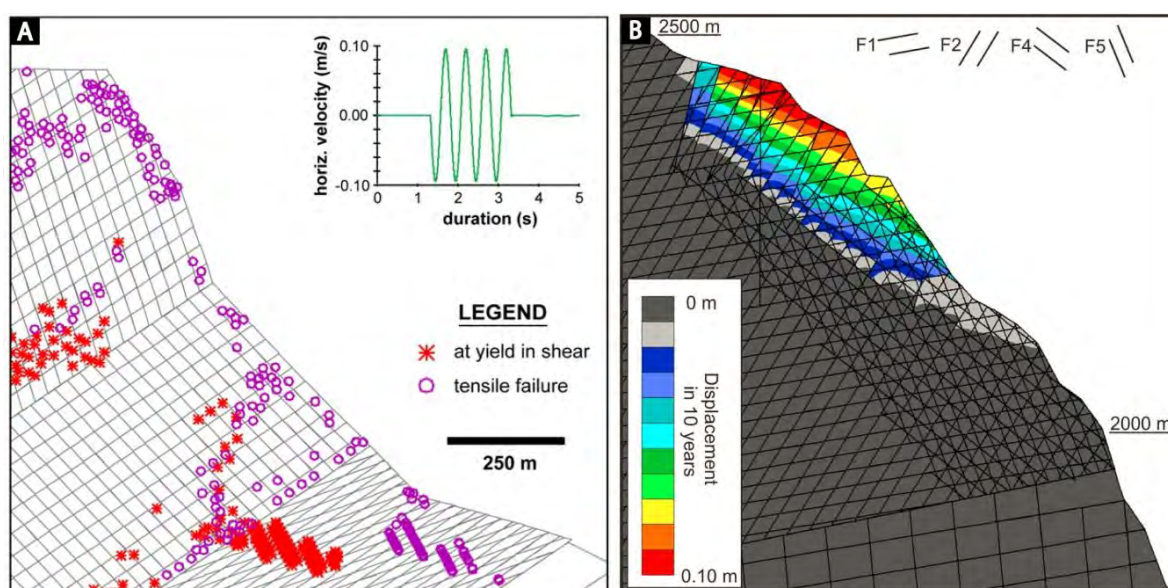 A
0.10
0.00
-0.10
horiz. velocity (m/s)
0 1 2 3 4 5
duration (s)
LEGEND
at yield in shear
tensile failure
250 m
B
2500 m
F1 F2 F4 F5
0 m
Displacement
in 10 years
0.10 m
2000 m